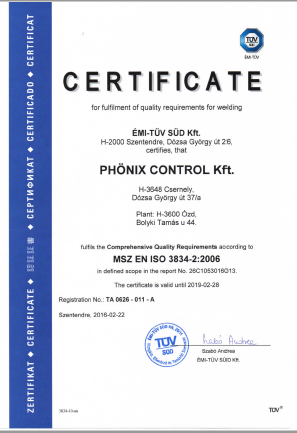 TÜV
SÜD
ÉMI-TÜV
CERTIFICATE
for fulfilment of quality requirements for welding
ÉMI-TÜV SÜD Kft.
H-2000 Szentendre, Dózsa György út 26,
certifies, that
PHÖNIX CONTROL Kft.
H-3648 Csernely,
Dózsa György út 37/a
Plant: H-3600 Ózd,
Bolyki Tamás u 44.
fulfils the Comprehensive Quality Requirements according to
MSZ EN ISO 3834-2:2006
in defined scope in the report No. 26C1053016G13.
The certificate is valid until 2019-02-28
Registration No.: TA 0626 - 011 - A
Szentendre, 2016-02-22
TÜV
SÜD
Szabó Andrea
Szabó Andrea
ÉMI-TÜV SÜD Kft.
TÜV®
ZERTIFIKAT ◆ CERTIFICATE ◆ ◆ СЕРТИФИКАТ ◆ CERTIFICADO ◆ CERTIFICAT